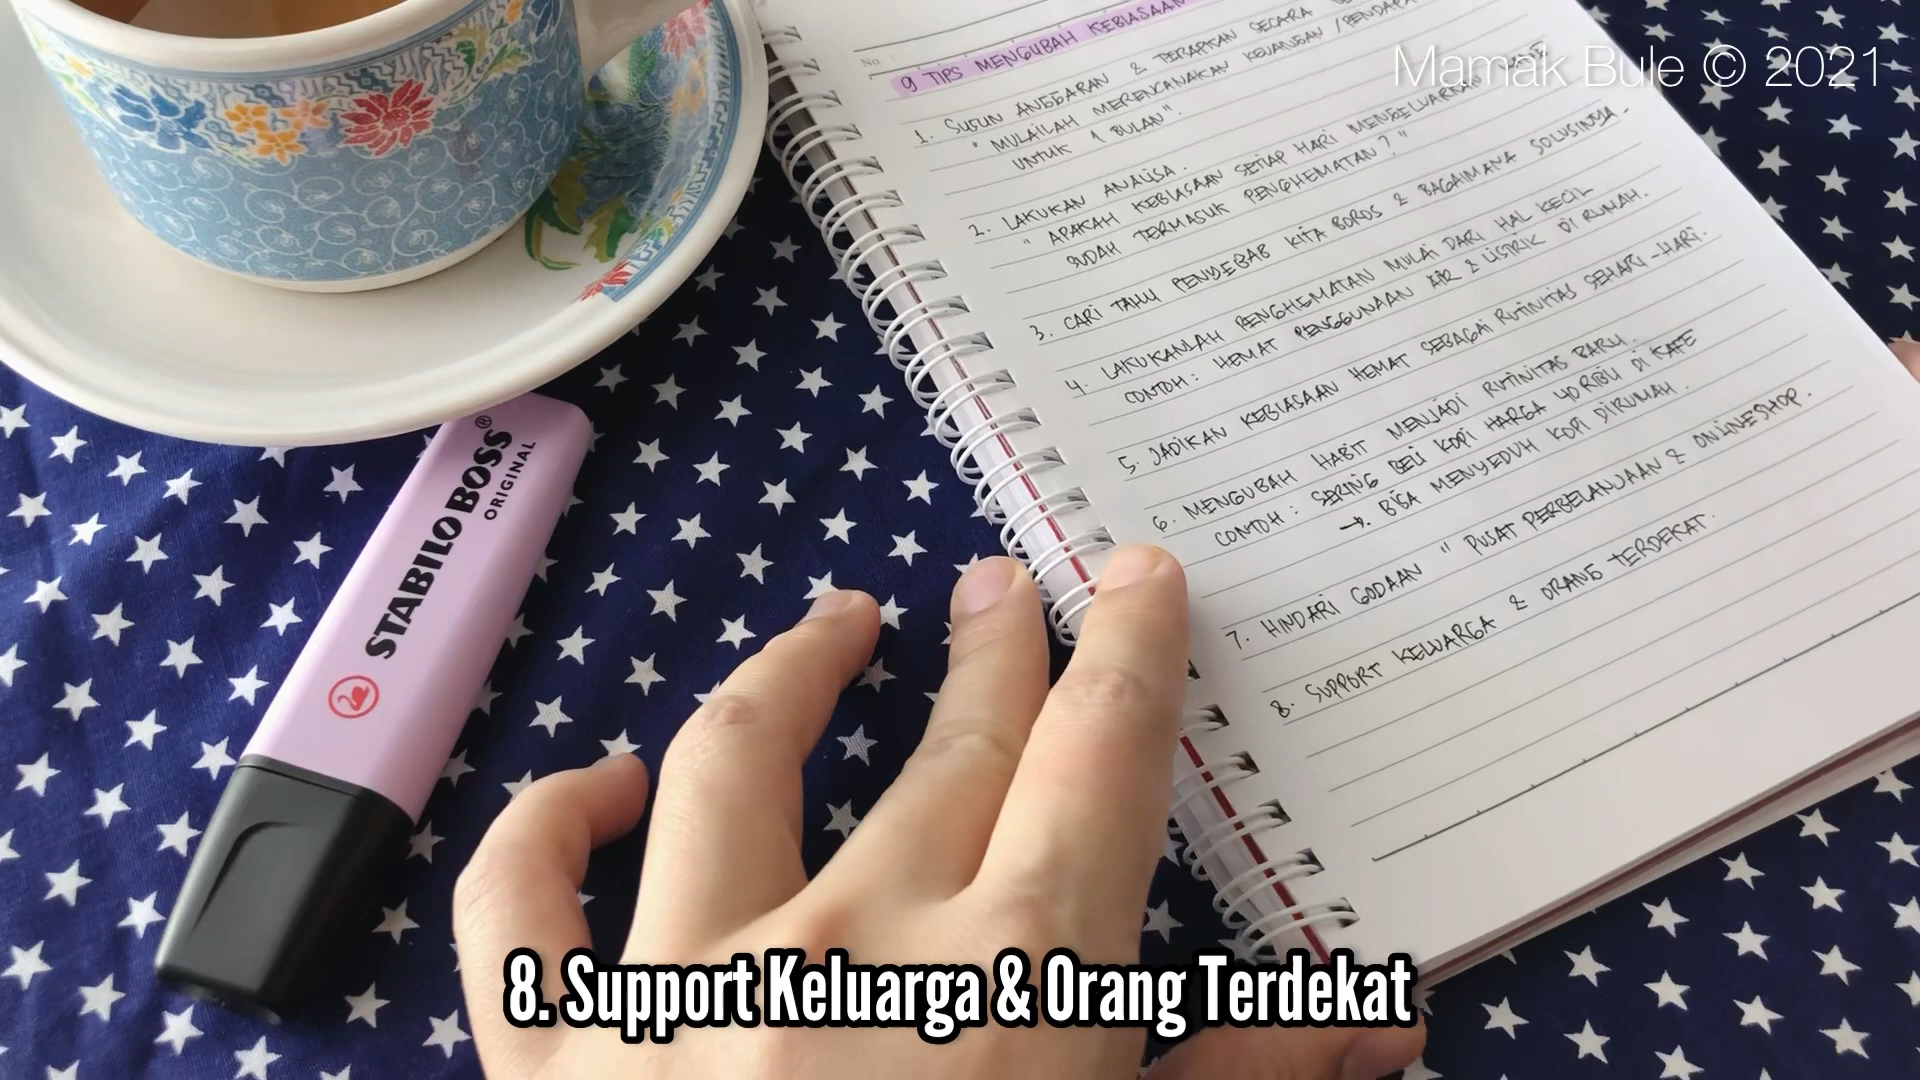 Mamak Bule © 2021
No. :
9 TIPS MENGUBAH KEBIASAAN
1. SUSUN ANGGARAN & TERAPKAN SECARA
" MULAILAH MERENCANAKAN KEUANGAN / PENDAPA
UNTUK 1 BULAN".
2. LAKUKAN ANALISA.
" APAKAH KEBIASAAN SETIAP HARI MENGELUARKAN
SUDAH TERMASUK PENGHEMATAN ? "
3. CARI TAHU PENYEBAB KITA BOROS & BAGAIMANA SOLUSINYA -
4. LAKUKANLAH PENGHEMATAN MULAI DARI HAL KECIL
CONTOH : HEMAT PENGGUNAAN AIR & LISTRIK DI RUMAH.
5. JADIKAN KEBIASAAN HEMAT SEBAGAI RUTINITAS SEHARI-HARI.
6. MENGUBAH HABIT MENJADI RUTINITAS BARU.
CONTOH : SERING BELI KOPI HARGA 40 RIBU DI KAFE
→ BISA MENYEDUH KOPI DIRUMAH.
7. HINDARI GODAAN " PUSAT PERBELANJAAN & ONLINESHOP.
8. SUPPORT KELUARGA & ORANG TERDEKAT.
STABILO BOSS®
ORIGINAL
8. Support Keluarga & Orang Terdekat